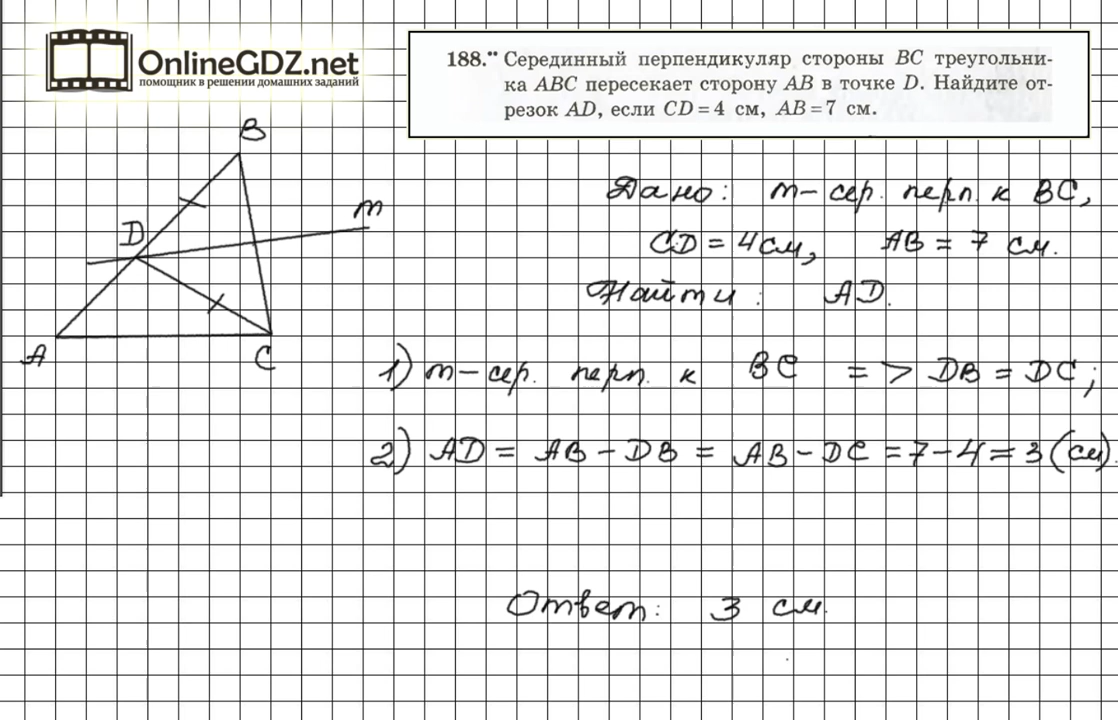 OnlineGDZ.net
помощник в решении домашних заданий
188.•• Серединный перпендикуляр стороны BC треугольни-
ка ABC пересекает сторону AB в точке D. Найдите от-
резок AD, если CD = 4 см, AB = 7 см.
B
Дано: m – сер. перп. к BC,
m
D
CD = 4 см, AB = 7 см.
Найти: AD.
A
C
1) m – сер. перп. к BC => DB = DC;
2) AD = AB – DB = AB – DC = 7 – 4 = 3 (см).
Ответ: 3 см.